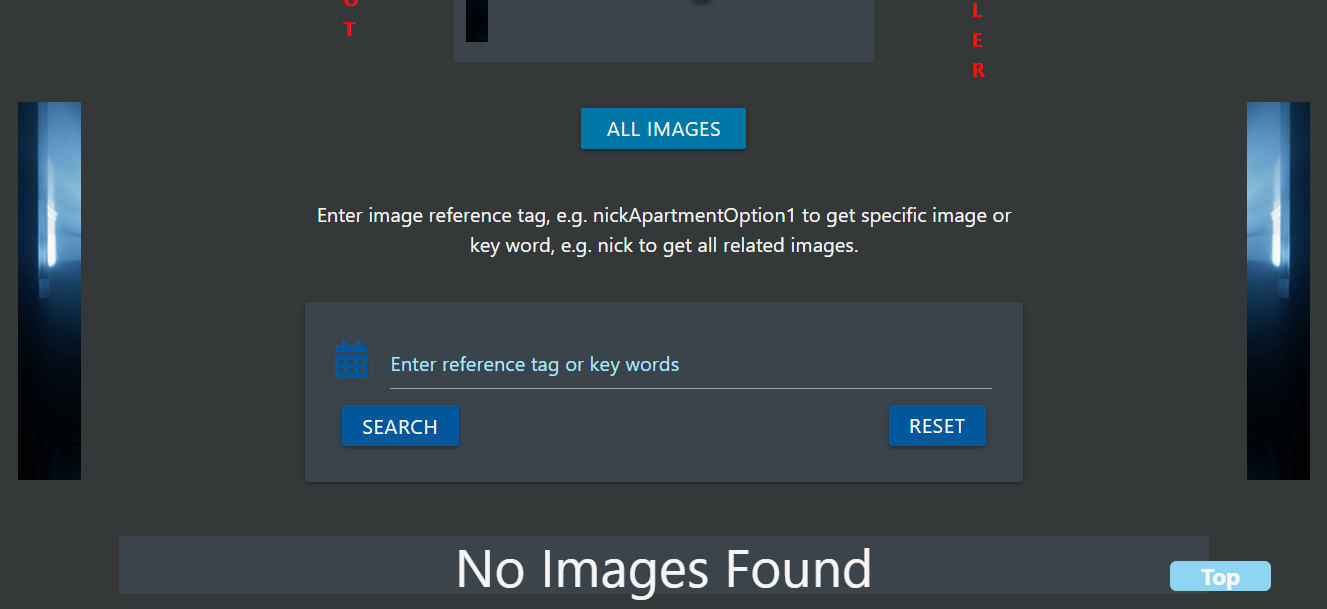 O
T
L
E
R
ALL IMAGES
Enter image reference tag, e.g. nickApartmentOption1 to get specific image or
key word, e.g. nick to get all related images.
Enter reference tag or key words
SEARCH
RESET
No Images Found
Top